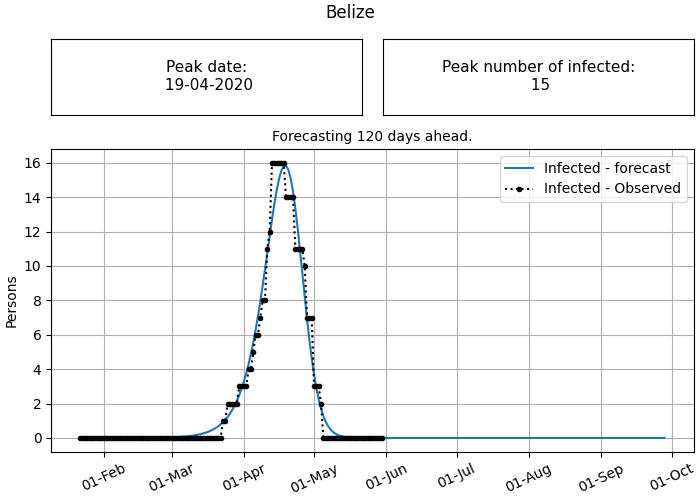 Belize
Peak date:
19-04-2020
Peak number of infected:
15
Forecasting 120 days ahead.
Infected - forecast
Infected - Observed
Persons
16
14
12
10
8
6
4
2
0
01-Feb
01-Mar
01-Apr
01-May
01-Jun
01-Jul
01-Aug
01-Sep
01-Oct